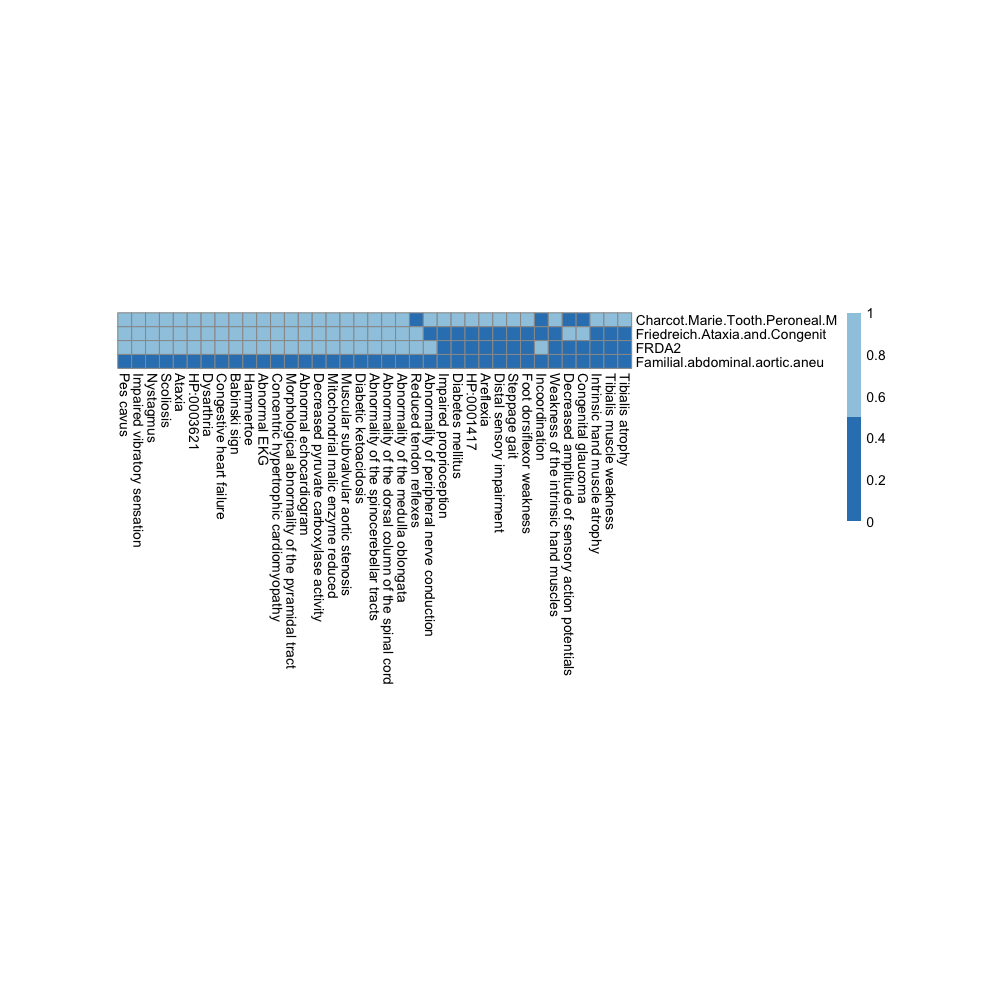 Charcot.Marie.Tooth.Peroneal.M
Friedreich.Ataxia.and.Congenit
FRDA2
Familial.abdominal.aortic.aneu
1
0.8
0.6
0.4
0.2
0
Pes cavus
Impaired vibratory sensation
Nystagmus
Scoliosis
Ataxia
HP:0003621
Dysarthria
Congestive heart failure
Babinski sign
Hammertoe
Abnormal EKG
Concentric hypertrophic cardiomyopathy
Morphological abnormality of the pyramidal tract
Abnormal echocardiogram
Decreased pyruvate carboxylase activity
Mitochondrial malic enzyme reduced
Muscular subvalvular aortic stenosis
Diabetic ketoacidosis
Abnormality of the spinocerebellar tracts
Abnormality of the dorsal column of the spinal cord
Abnormality of the medulla oblongata
Reduced tendon reflexes
Abnormality of peripheral nerve conduction
Impaired proprioception
Diabetes mellitus
HP:0001417
Areflexia
Distal sensory impairment
Steppage gait
Foot dorsiflexor weakness
Incoordination
Weakness of the intrinsic hand muscles
Decreased amplitude of sensory action potentials
Congenital glaucoma
Intrinsic hand muscle atrophy
Tibialis muscle weakness
Tibialis atrophy